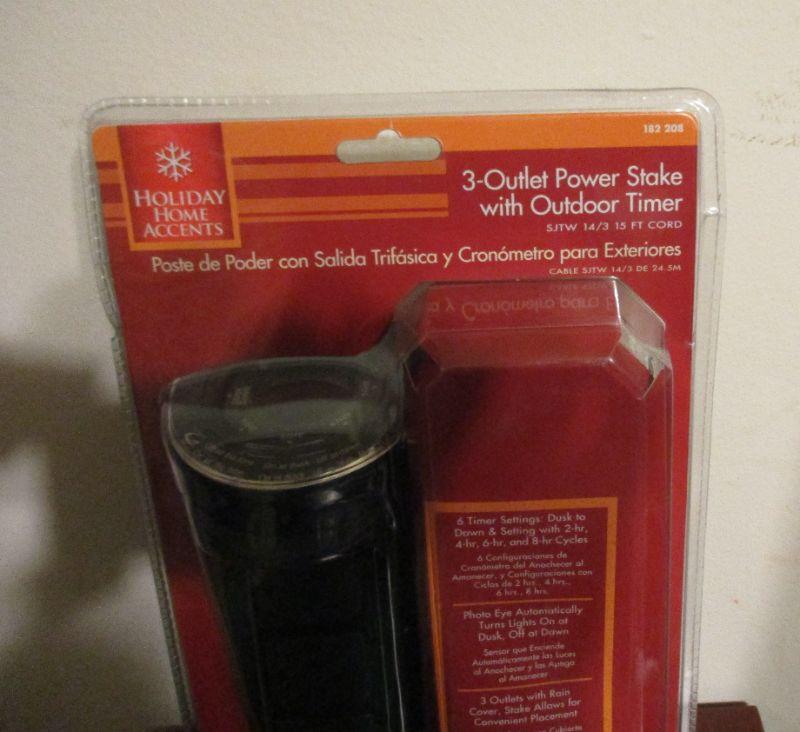 182 208
HOLIDAY
HOME
ACCENTS
3-Outlet Power Stake
with Outdoor Timer
SJTW 14/3 15 FT CORD
Poste de Poder con Salida Trifásica y Cronómetro para Exteriores
CABLE SJTW 14/3 DE 24.5M
6 Timer Settings: Dusk to
Dawn & Setting with 2-hr,
4-hr, 6-hr, and 8-hr Cycles
6 Configuraciones de
Cronómetro del Anochecer al
Amanecer, y Configuraciones con
Ciclos de 2 hrs., 4 hrs.,
6 hrs., 8 hrs.
Photo Eye Automatically
Turns Lights On at
Dusk, Off at Dawn
Sensor que Enciende
Automáticamente las Luces
al Anochecer y las Apaga
al Amanecer
3 Outlets with Rain
Cover, Stake Allows for
Convenient Placement